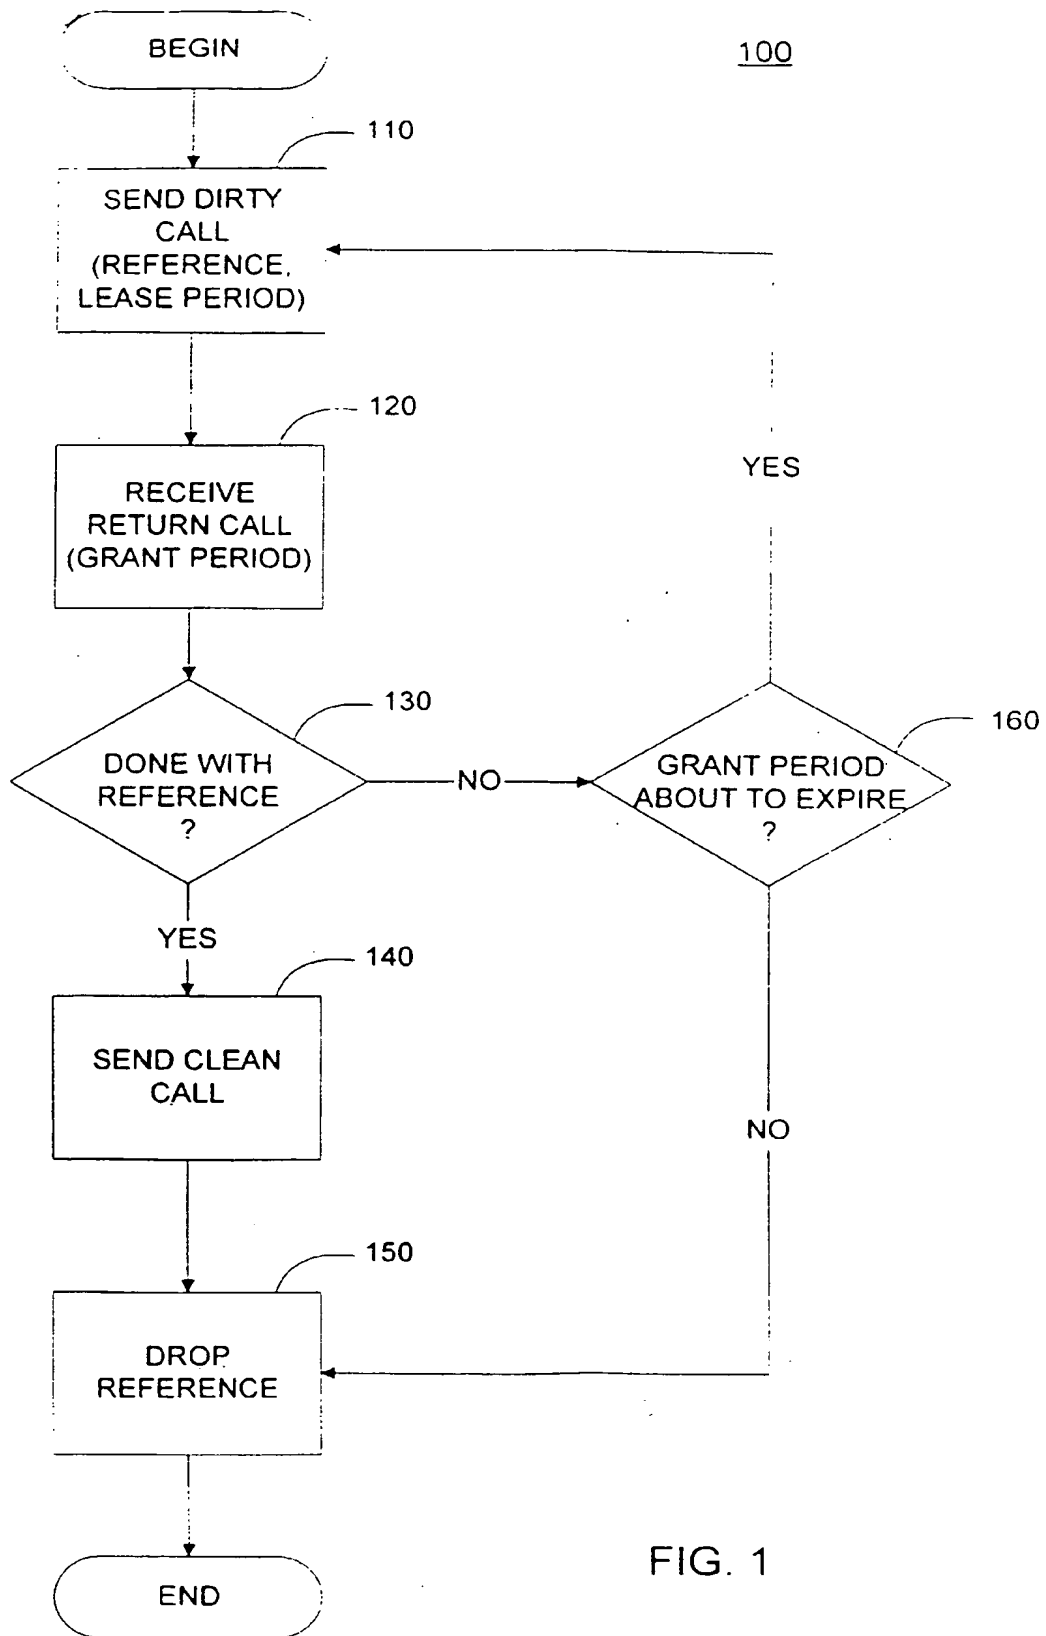 BEGIN
100
110
SEND DIRTY
CALL
(REFERENCE,
LEASE PERIOD)
120
RECEIVE
RETURN CALL
(GRANT PERIOD)
YES
130
DONE WITH
REFERENCE
?
NO
160
GRANT PERIOD
ABOUT TO EXPIRE
?
YES
140
SEND CLEAN
CALL
NO
150
DROP
REFERENCE
END
FIG. 1